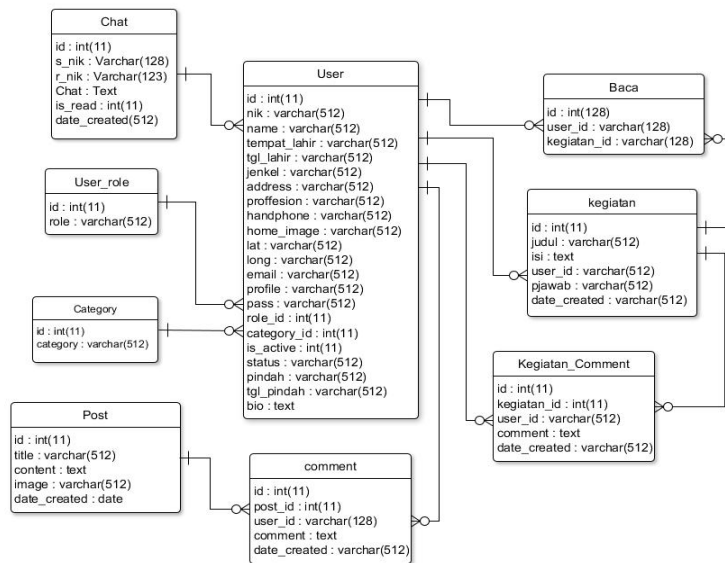 Chat
id : int(11)
s_nik : Varchar(128)
r_nik : Varchar(123)
Chat : Text
is_read : int(11)
date_created(512)
User_role
id : int(11)
role : varchar(512)
Category
id : int(11)
category : varchar(512)
Post
id : int(11)
title : varchar(512)
content : text
image : varchar(512)
date_created : date
User
id : int(11)
nik : varchar(512)
name : varchar(512)
tempat_lahir : varchar(512)
tgl_lahir : varchar(512)
jenkel : varchar(512)
address : varchar(512)
proffesion : varchar(512)
handphone : varchar(512)
home_image : varchar(512)
lat : varchar(512)
long : varchar(512)
email : varchar(512)
profile : varchar(512)
pass : varchar(512)
role_id : int(11)
category_id : int(11)
is_active : int(11)
status : varchar(512)
pindah : varchar(512)
tgl_pindah : varchar(512)
bio : text
comment
id : int(11)
post_id : int(11)
user_id : varchar(128)
comment : text
date_created : varchar(512)
Baca
id : int(128)
user_id : varchar(128)
kegiatan_id : varchar(128)
kegiatan
id : int(11)
judul : varchar(512)
isi : text
user_id : varchar(512)
pjawab : varchar(512)
date_created : varchar(512)
Kegiatan_Comment
id : int(11)
kegiatan_id : int(11)
user_id : varchar(512)
comment : text
date_created : varchar(512)